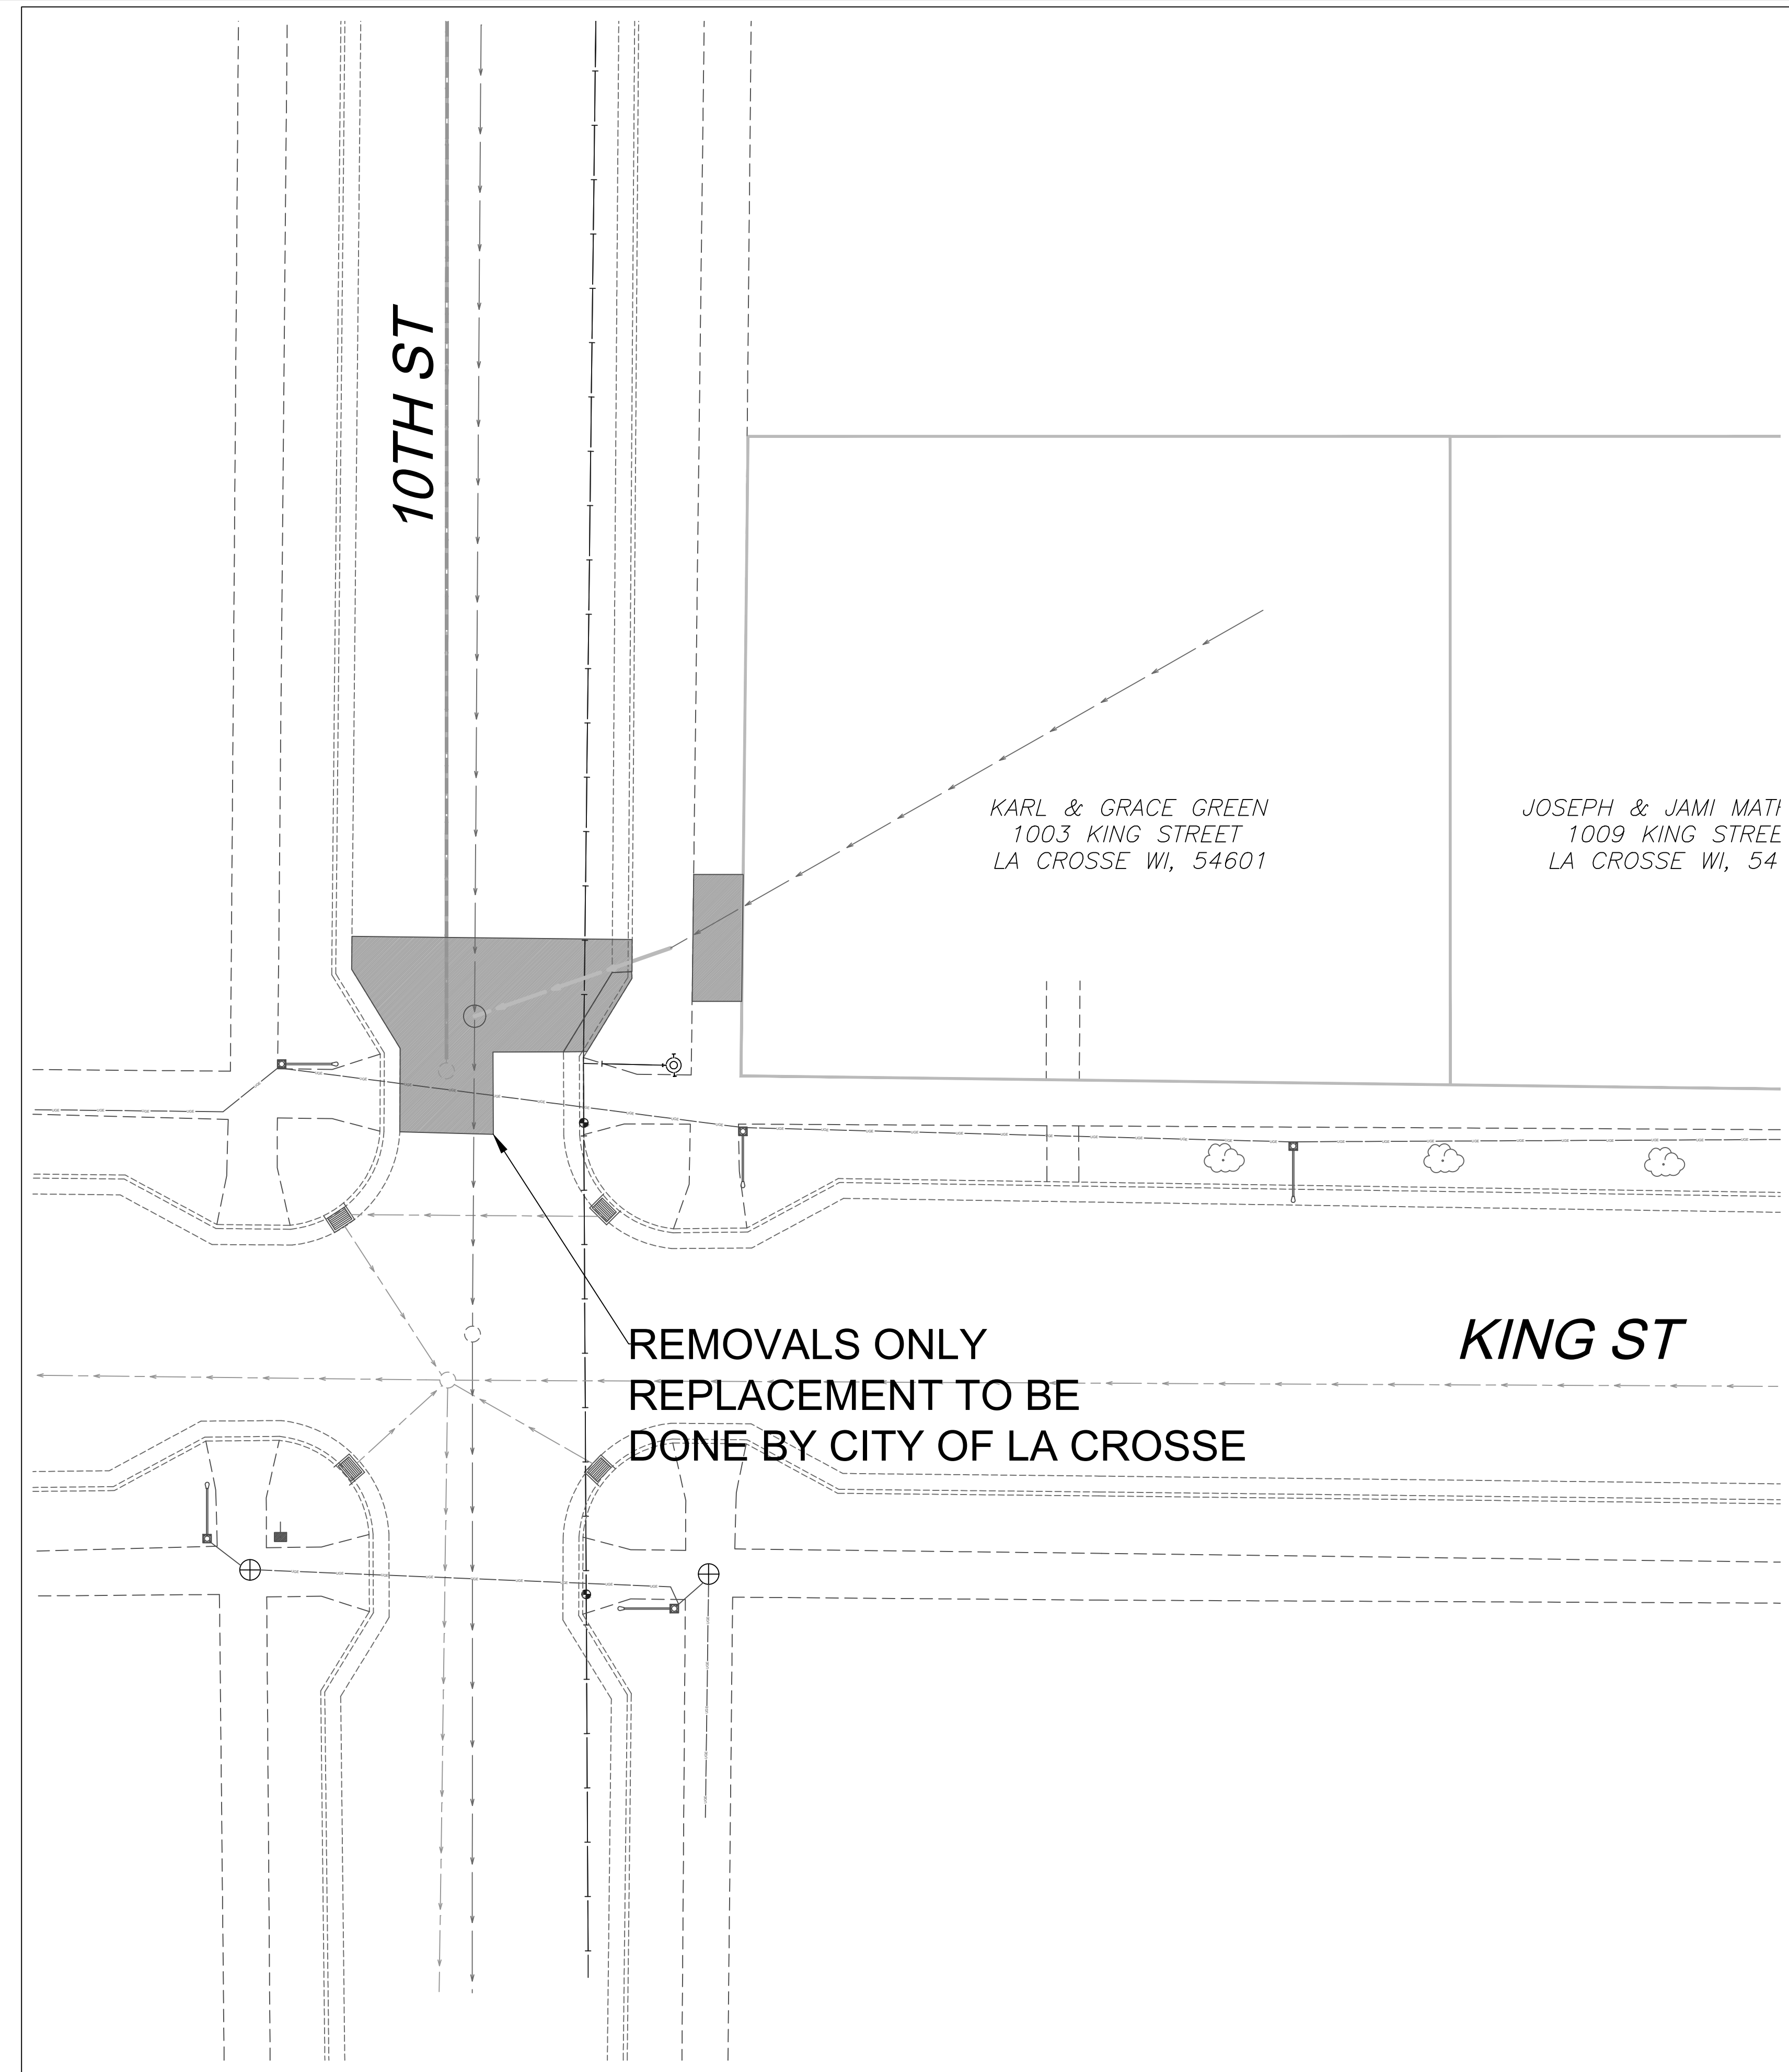 10TH ST
KARL & GRACE GREEN
1003 KING STREET
LA CROSSE WI, 54601
JOSEPH & JAMI
1009 KING
LA CROSSE WI,
REMOVALS ONLY
REPLACEMENT TO BE
DONE BY CITY OF LA CROSSE
KING ST